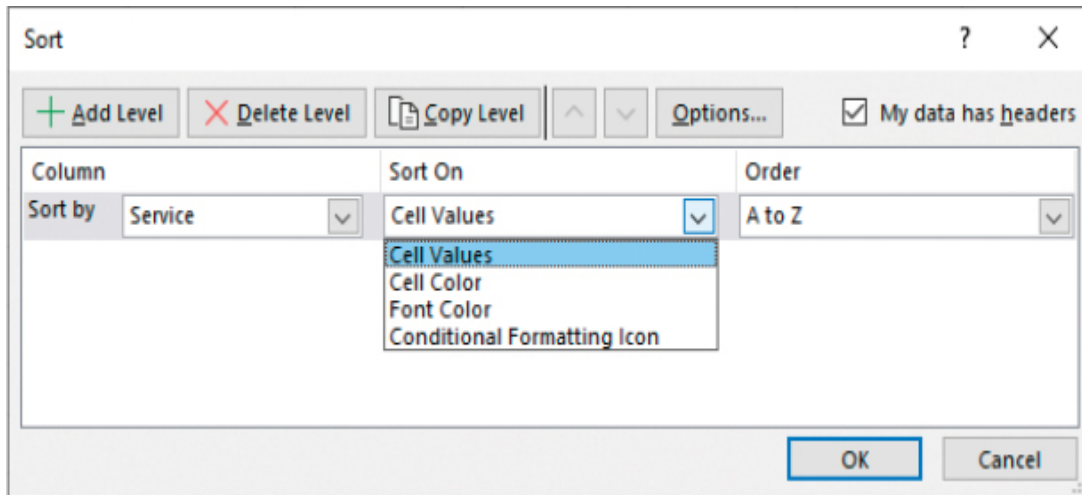 Sort ?
Add Level Delete Level Copy Level Options... My data has headers
Column Sort On Order
Sort by Service Cell Values A to Z
Cell Values
Cell Color
Font Color
Conditional Formatting Icon
OK Cancel